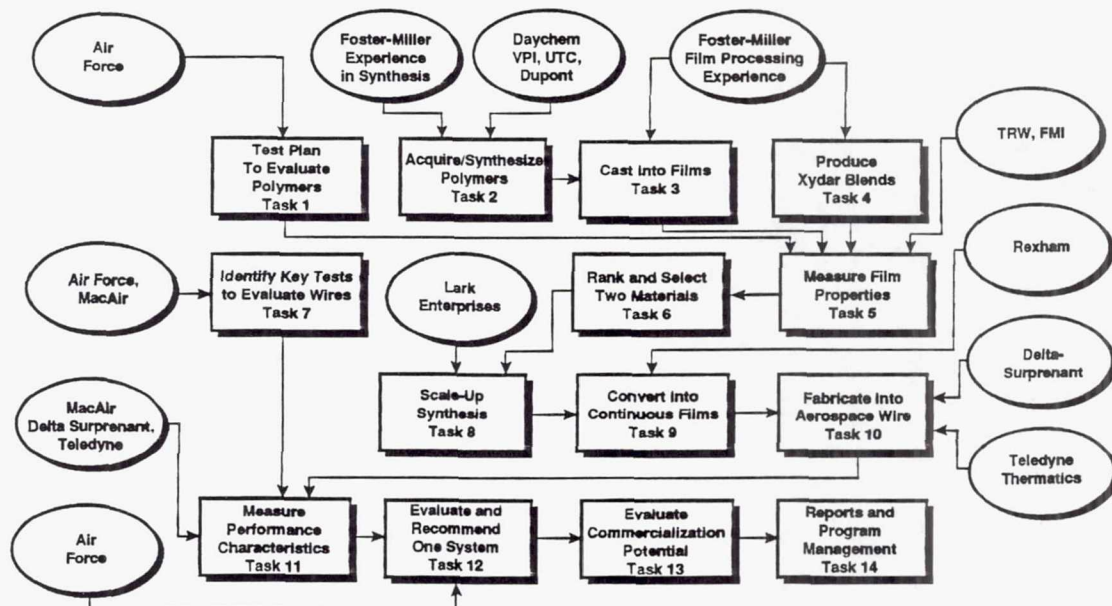 Air
Force
Foster-Miller
Experience
in Synthesis
Daychem
VPI, UTC,
Dupont
Foster-Miller
Film Processing
Experience
TRW, FMI
Test Plan
To Evaluate
Polymers
Task 1
Acquire/Synthesize
Polymers
Task 2
Cast into Films
Task 3
Produce
Xydar Blends
Task 4
Rexham
Air Force,
MacAir
Identify Key Tests
to Evaluate Wires
Task 7
Lark
Enterprises
Rank and Select
Two Materials
Task 6
Measure Film
Properties
Task 5
Delta-
Surprenant
MacAir
Delta Surprenant,
Teledyne
Scale-Up
Synthesis
Task 8
Convert into
Continuous Films
Task 9
Fabricate into
Aerospace Wire
Task 10
Teledyne
Thermatics
Air
Force
Measure
Performance
Characteristics
Task 11
Evaluate and
Recommend
One System
Task 12
Evaluate
Commercialization
Potential
Task 13
Reports and
Program
Management
Task 14